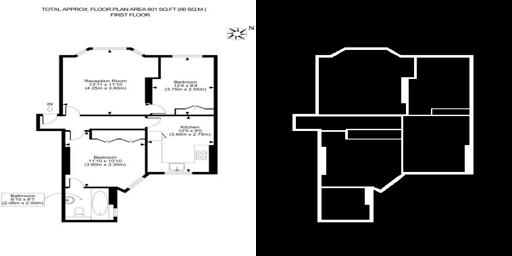 TOTAL APPROX. FLOOR PLAN AREA 601 SQ.FT (56 SQ.M.)
FIRST FLOOR
N
Reception Room
13'11 x 11'10
(4.25m x 3.60m)
Bedroom
12'4 x 8'4
(3.75m x 2.55m)
IN
Kitchen
12'0 x 9'0
(3.65m x 2.75m)
Bedroom
11'10 x 10'10
(3.60m x 3.30m)
Bathroom
6'10 x 6'7
(2.08m x 2.00m)